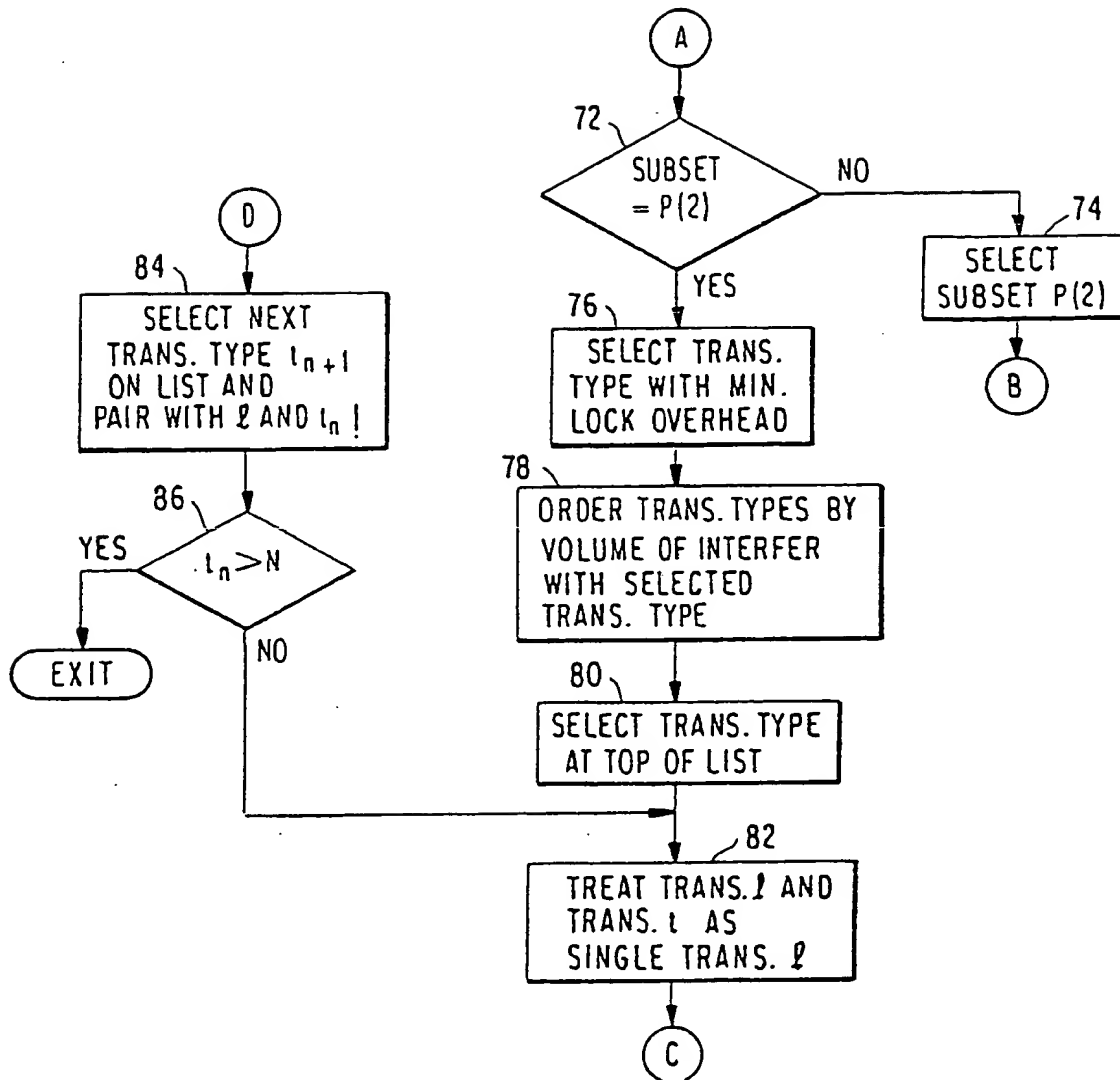 A
72
SUBSET
= P(2)
NO
YES
74
SELECT
SUBSET P(2)
B
76
SELECT TRANS.
TYPE WITH MIN.
LOCK OVERHEAD
78
ORDER TRANS. TYPES BY
VOLUME OF INTERFER
WITH SELECTED
TRANS. TYPE
80
SELECT TRANS. TYPE
AT TOP OF LIST
82
TREAT TRANS. ℓ AND
TRANS. t AS
SINGLE TRANS. ℓ
C
D
84
SELECT NEXT
TRANS. TYPE tn+1
ON LIST AND
PAIR WITH ℓ AND tn !
86
YES
tn > N
NO
EXIT